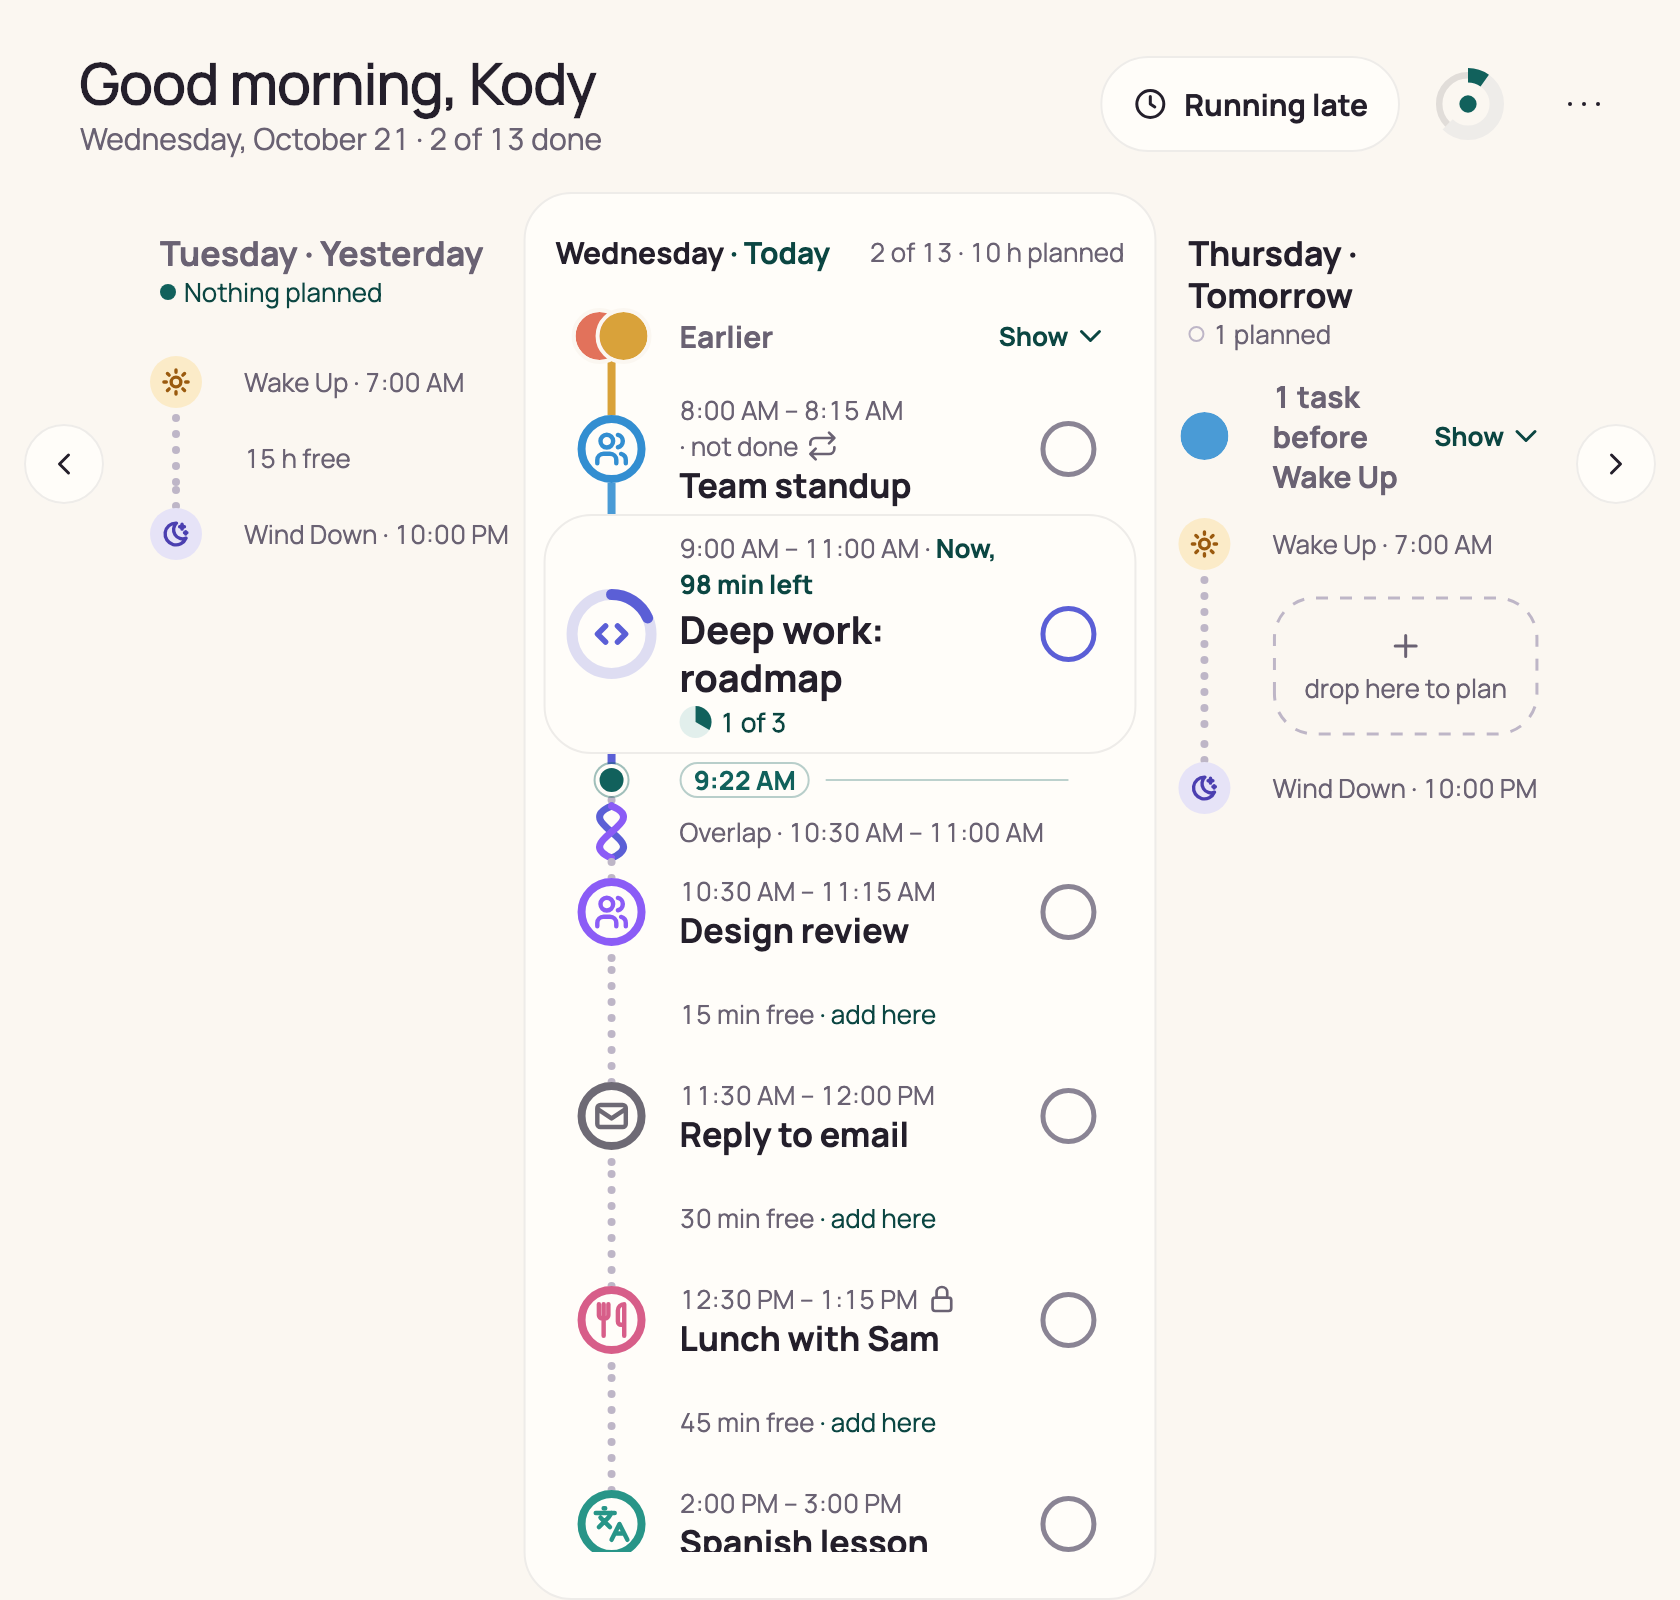 Good morning, Kody
Wednesday, October 21 · 2 of 13 done
Running late
Tuesday · Yesterday
Nothing planned
Wake Up · 7:00 AM
15 h free
Wind Down · 10:00 PM
Wednesday · Today
2 of 13 · 10 h planned
Earlier
Show
8:00 AM – 8:15 AM
· not done
Team standup
9:00 AM – 11:00 AM · Now,
98 min left
Deep work:
roadmap
1 of 3
9:22 AM
Overlap · 10:30 AM – 11:00 AM
10:30 AM – 11:15 AM
Design review
15 min free · add here
11:30 AM – 12:00 PM
Reply to email
30 min free · add here
12:30 PM – 1:15 PM
Lunch with Sam
45 min free · add here
2:00 PM – 3:00 PM
Spanish lesson
Thursday ·
Tomorrow
1 planned
1 task
before
Wake Up
Show
Wake Up · 7:00 AM
drop here to plan
Wind Down · 10:00 PM